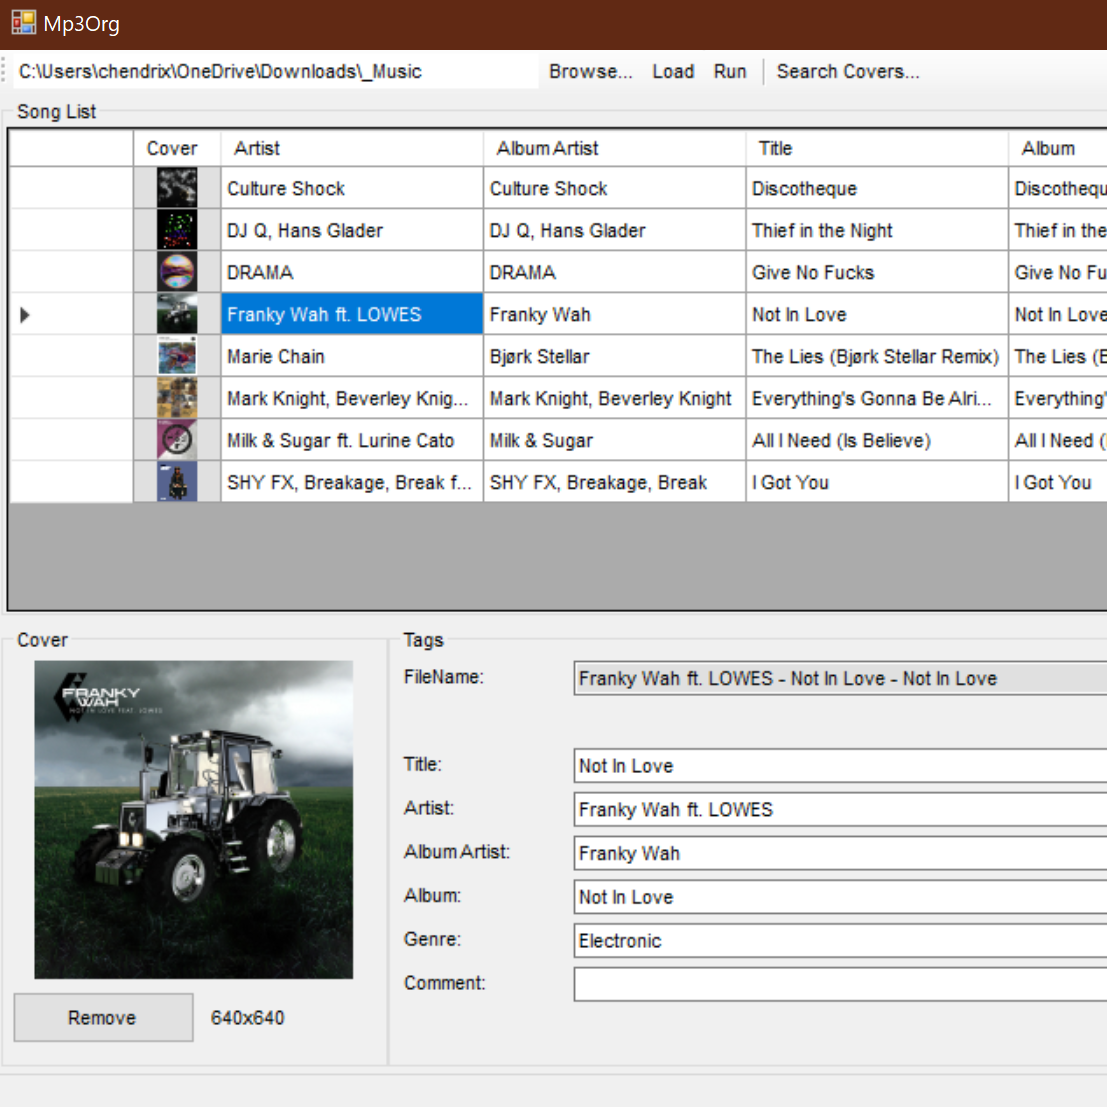 Mp3Org
C:\Users\chendrix\OneDrive\Downloads\_Music Browse... Load Run Search Covers...
Song List
Cover Artist AlbumArtist Title Album
Culture Shock Culture Shock Discotheque Discothequ
DJ Q, Hans Glader DJ Q, Hans Glader Thief in the Night Thief in the
DRAMA DRAMA Give No Fucks Give No Fu
Franky Wah ft. LOWES Franky Wah Not In Love Not In Love
Marie Chain Bjørk Stellar The Lies (Bjørk Stellar Remix) The Lies (B
Mark Knight, Beverley Knig... Mark Knight, Beverley Knight Everything's Gonna Be Alri... Everything'
Milk & Sugar ft. Lurine Cato Milk & Sugar All I Need (Is Believe) All I Need (
SHY FX, Breakage, Break f... SHY FX, Breakage, Break I Got You I Got You
Cover
FRANKY
WAH
NOT IN LOVE FEAT. LOWES
Remove 640x640
Tags
FileName: Franky Wah ft. LOWES - Not In Love - Not In Love
Title: Not In Love
Artist: Franky Wah ft. LOWES
AlbumArtist: Franky Wah
Album: Not In Love
Genre: Electronic
Comment: